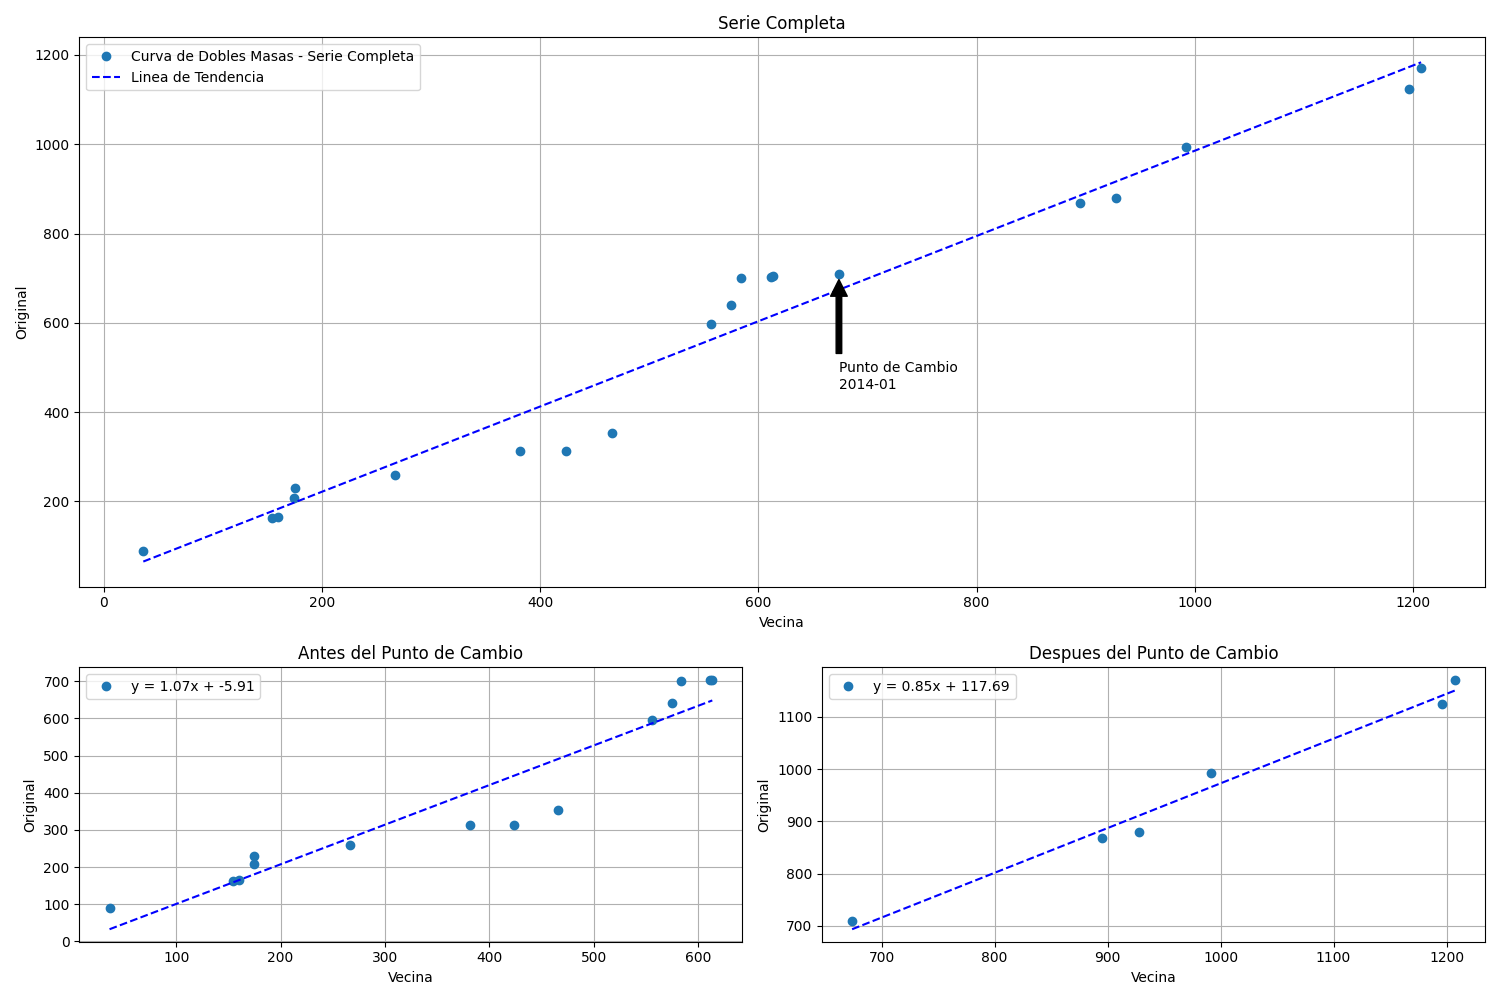 Serie Completa
Curva de Dobles Masas - Serie Completa
Linea de Tendencia
Original
1200
1000
800
600
400
200
Punto de Cambio
2014-01
0 200 400 600 800 1000 1200
Vecina
Antes del Punto de Cambio
y = 1.07x + -5.91
Original
700
600
500
400
300
200
100
0
100 200 300 400 500 600
Vecina
Despues del Punto de Cambio
y = 0.85x + 117.69
Original
1100
1000
900
800
700
700 800 900 1000 1100 1200
Vecina